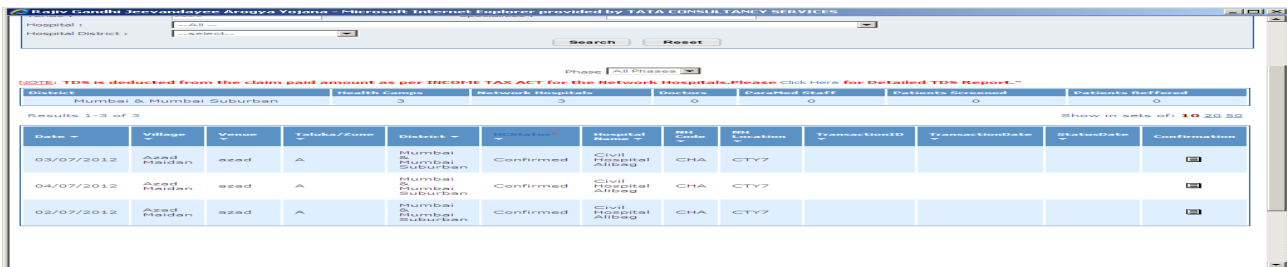 Rajiv Gandhi Jeevandayee Arogya Yojana - Microsoft Internet Explorer provided by TATA CONSULTANCY SERVICES
Hospital : --All --
Hospital District : --select--
Search Reset
Phase All Phases
NOTE: TDS is deducted from the claim paid amount as per INCOME TAX ACT for the Network Hospitals.Please Click Here for Detailed TDS Report."
District Health Camps Network Hospitals Doctors ParaMed Staff Patients Screened Patients Reffered
Mumbai & Mumbai Suburban 3 3 0 0 0 0
Results 1-3 of 3 Show in sets of: 10 20 50
Date Village Venue Taluka/Zone District HCStatus* Hospital Name NH Code NH Location TransactionID TransactionDate StatusDate Confirmation
03/07/2012 Azad Maidan azad A Mumbai & Mumbai Suburban Confirmed Civil Hospital Alibag CHA CTY7
04/07/2012 Azad Maidan azad A Mumbai & Mumbai Suburban Confirmed Civil Hospital Alibag CHA CTY7
02/07/2012 Azad Maidan azad A Mumbai & Mumbai Suburban Confirmed Civil Hospital Alibag CHA CTY7